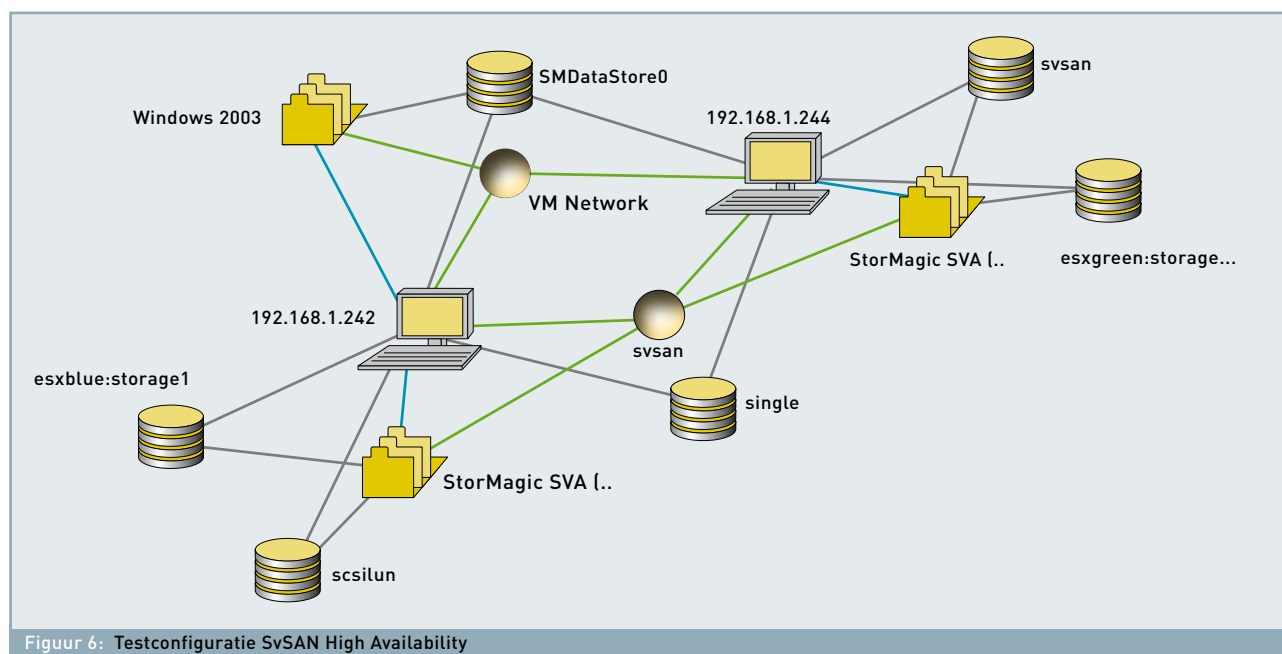 SMDataStore0
svsan
Windows 2003
192.168.1.244
VM Network
StorMagic SVA (..
esxgreen:storage...
192.168.1.242
svsan
esxblue:storage1
single
StorMagic SVA (..
scsilun
Figuur 6: Testconfiguratie SvSAN High Availability